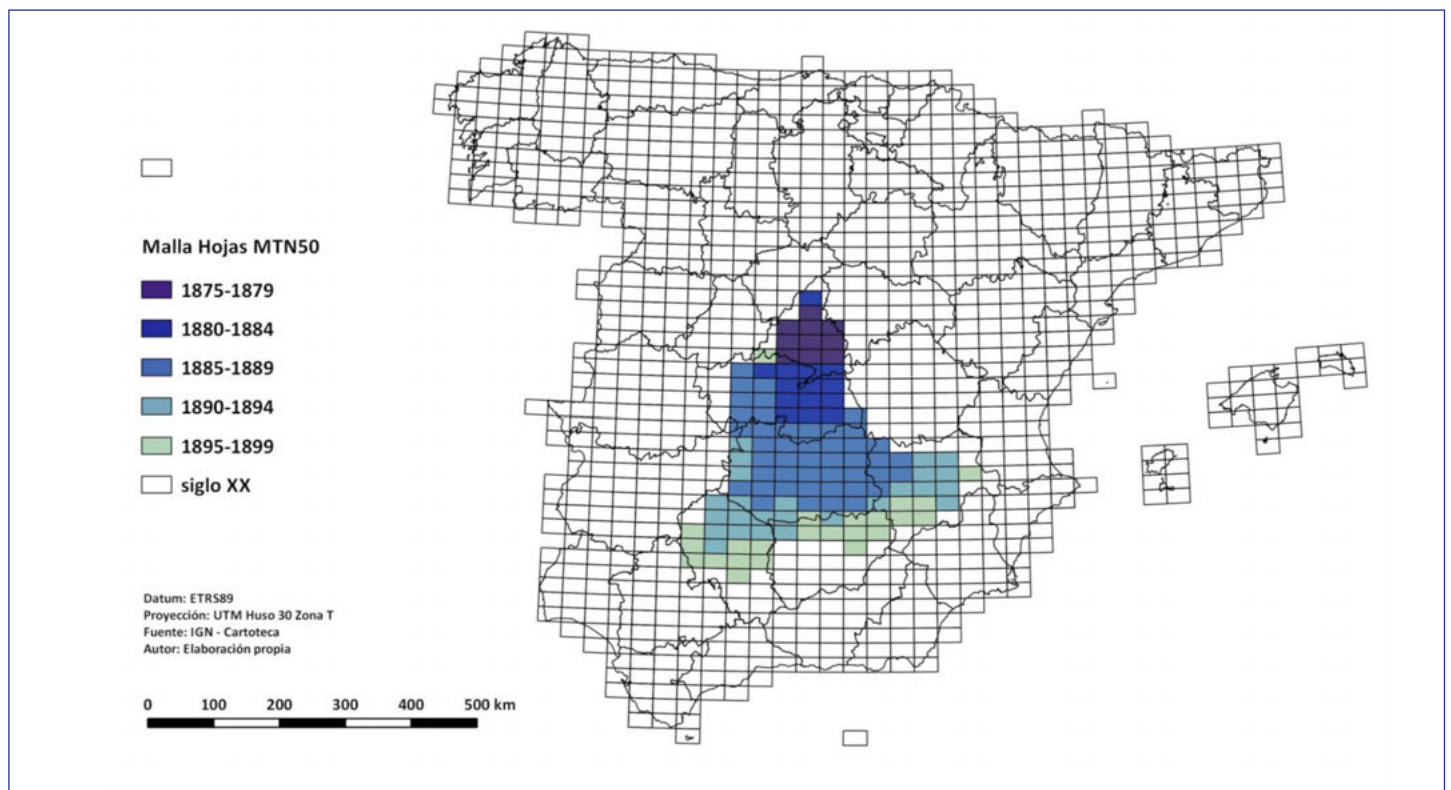 Malla Hojas MTN50
1875-1879
1880-1884
1885-1889
1890-1894
1895-1899
siglo XX
Datum: ETRS89
Proyección: UTM Huso 30 Zona T
Fuente: IGN - Cartoteca
Autor: Elaboración propia
0 100 200 300 400 500 km